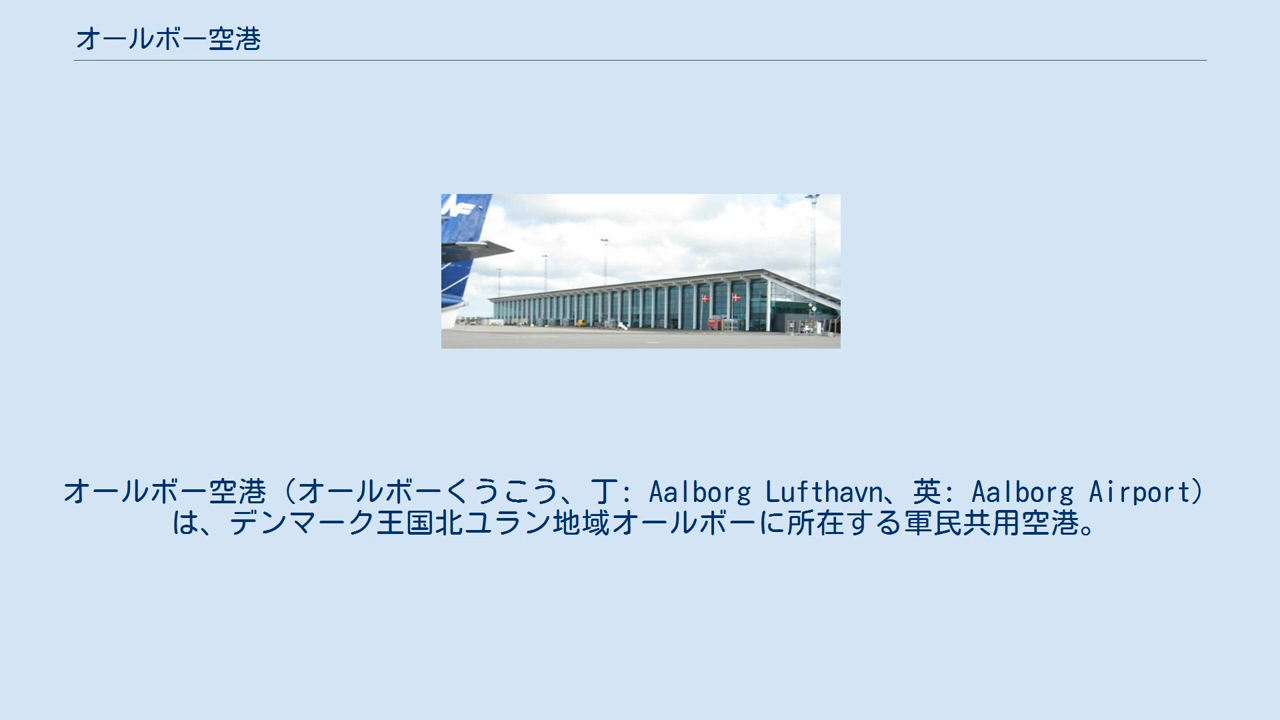 オールボー空港
オールボー空港（オールボーくうこう、丁: Aalborg Lufthavn、英: Aalborg Airport）
は、デンマーク王国北ユラン地域オールボーに所在する軍民共用空港。